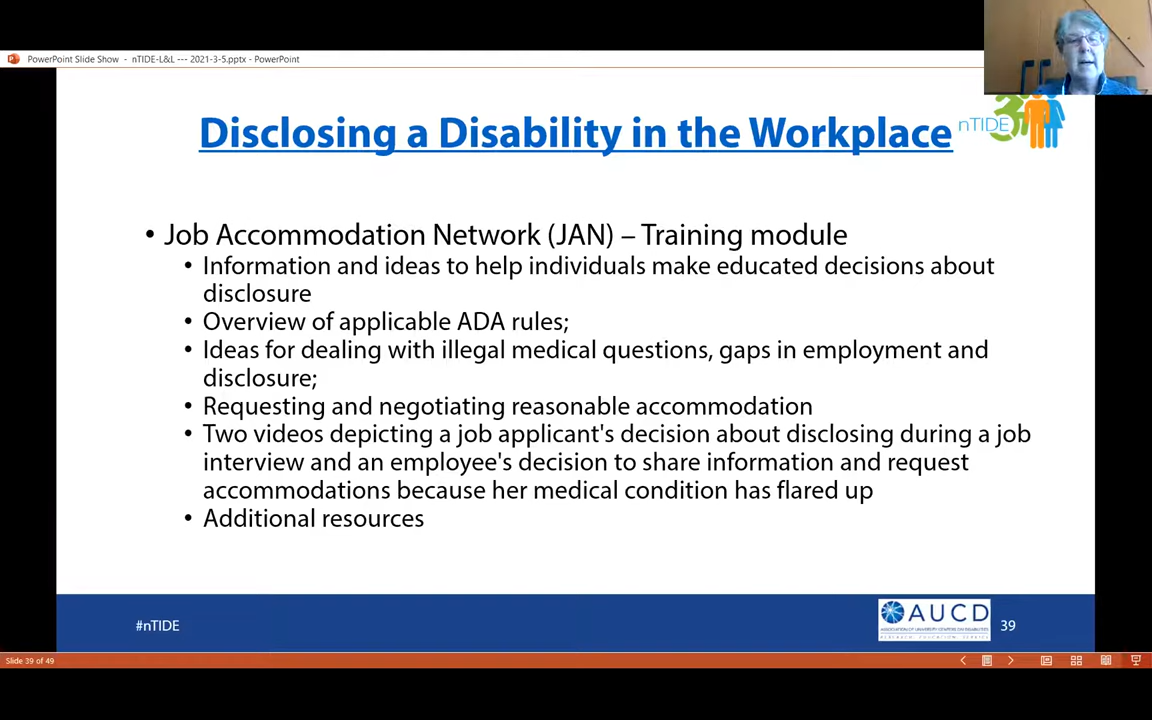 PowerPoint Slide Show - nTIDE-L&L --- 2021-3-5.pptx - PowerPoint
Disclosing a Disability in the Workplace
nTIDE
• Job Accommodation Network (JAN) – Training module
• Information and ideas to help individuals make educated decisions about
disclosure
• Overview of applicable ADA rules;
• Ideas for dealing with illegal medical questions, gaps in employment and
disclosure;
• Requesting and negotiating reasonable accommodation
• Two videos depicting a job applicant's decision about disclosing during a job
interview and an employee's decision to share information and request
accommodations because her medical condition has flared up
• Additional resources
#nTIDE
AUCD
ASSOCIATION OF UNIVERSITY CENTERS ON DISABILITIES
RESEARCH, EDUCATION, SERVICE
39
Slide 39 of 49